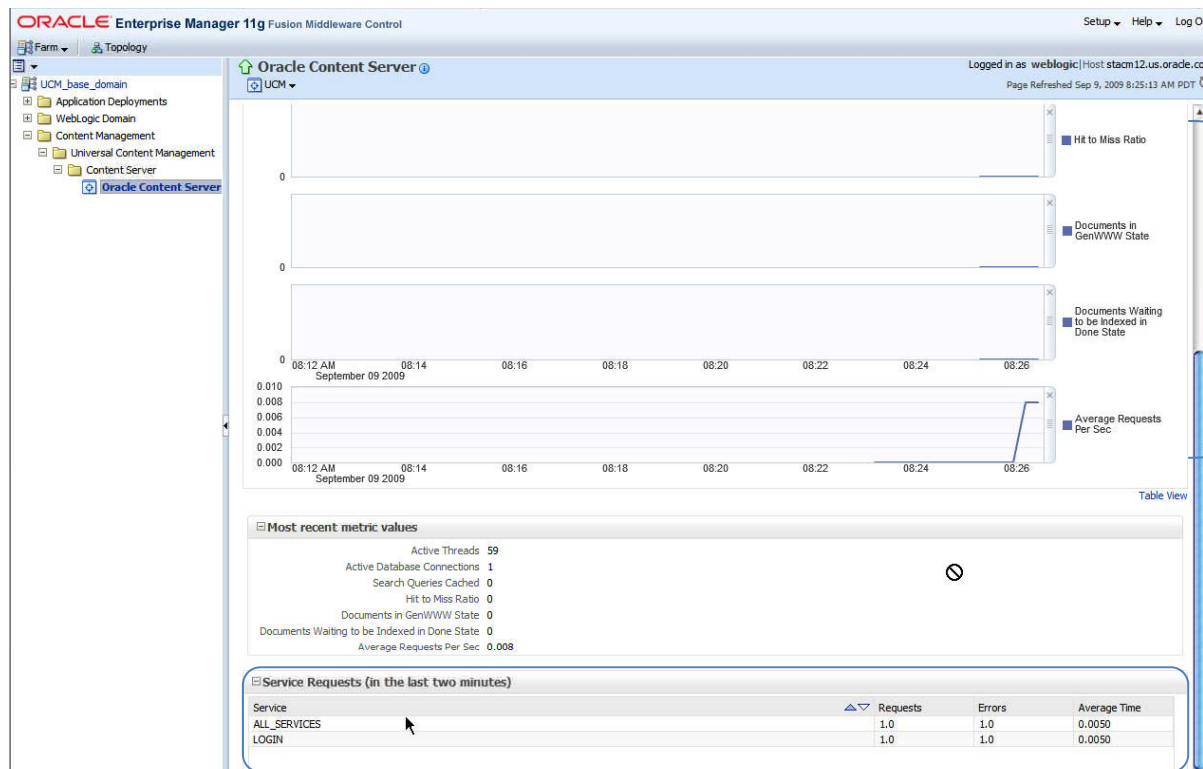 ORACLE Enterprise Manager 11g Fusion Middleware Control
Setup Help Log O
Farm Topology
UCM_base_domain
Application Deployments
WebLogic Domain
Content Management
Universal Content Management
Content Server
Oracle Content Server
Oracle Content Server
UCM
Logged in as weblogic|Host stacm12.us.oracle.co
Page Refreshed Sep 9, 2009 8:25:13 AM PDT
0
Hit to Miss Ratio
0
Documents in
GenWWW State
0
Documents Waiting
to be Indexed in
Done State
08:12 AM 08:14 08:16 08:18 08:20 08:22 08:24 08:26
September 09 2009
0.010
0.008
0.006
0.004
0.002
0.000
Average Requests
Per Sec
08:12 AM 08:14 08:16 08:18 08:20 08:22 08:24 08:26
September 09 2009
Table View
Most recent metric values
Active Threads 59
Active Database Connections 1
Search Queries Cached 0
Hit to Miss Ratio 0
Documents in GenWWW State 0
Documents Waiting to be Indexed in Done State 0
Average Requests Per Sec 0.008
Service Requests (in the last two minutes)
Service Requests Errors Average Time
ALL_SERVICES 1.0 1.0 0.0050
LOGIN 1.0 1.0 0.0050